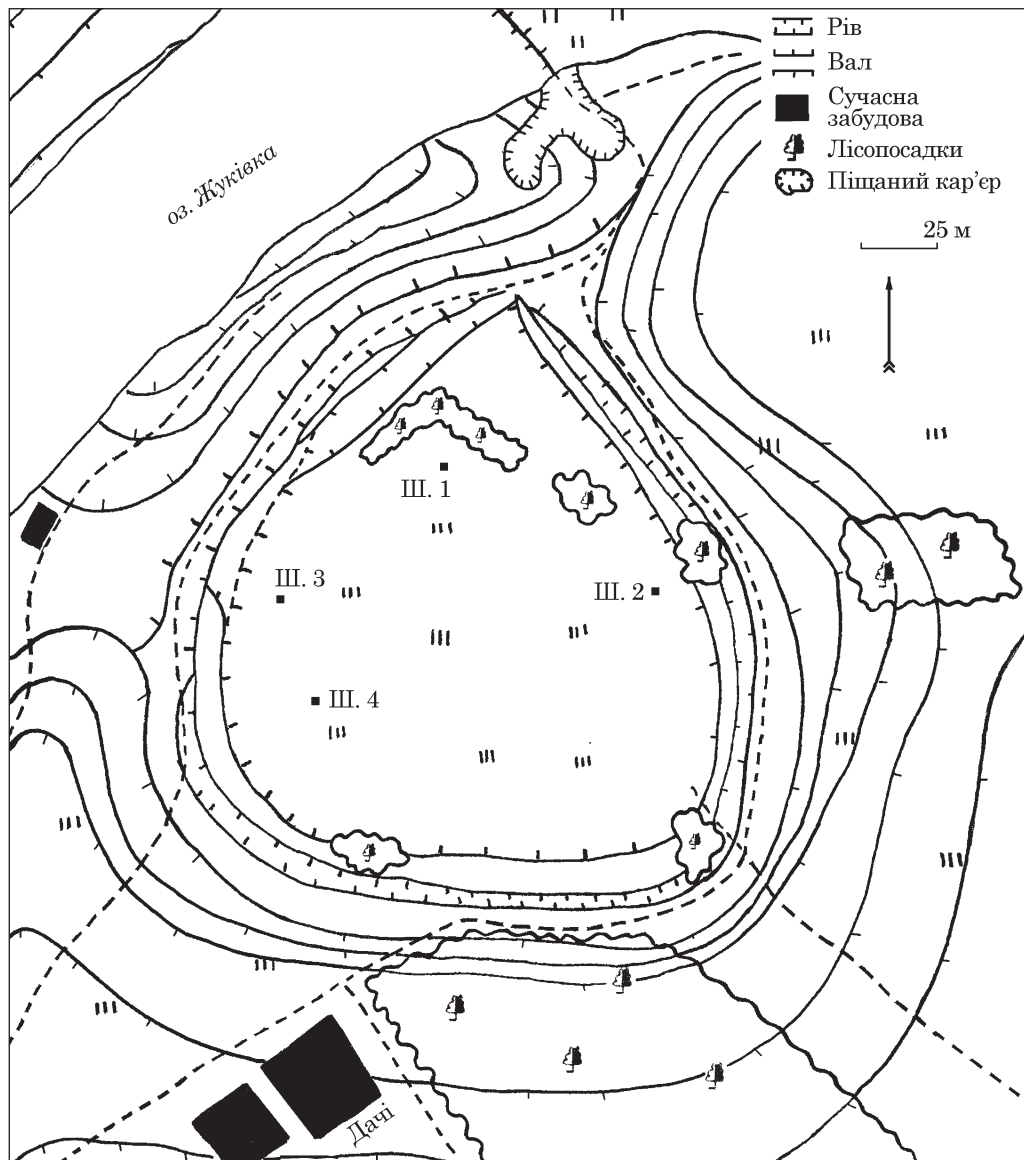 Рів
Вал
Сучасна
забудова
Лісопосадки
Піщаний кар’єр
оз. Жуківка
25 м
Ш. 1
Ш. 3
Ш. 2
Ш. 4
Дачі